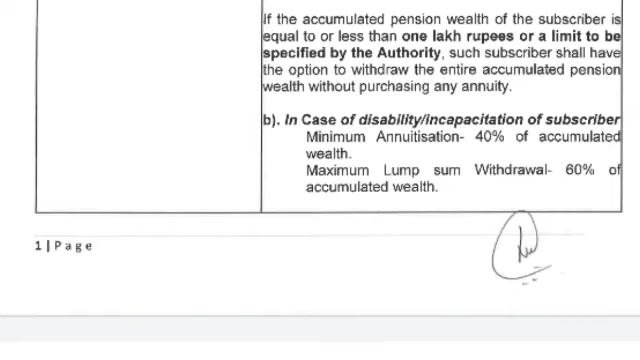 If the accumulated pension wealth of the subscriber is
equal to or less than one lakh rupees or a limit to be
specified by the Authority, such subscriber shall have
the option to withdraw the entire accumulated pension
wealth without purchasing any annuity.
b). In Case of disability/incapacitation of subscriber
Minimum Annuitisation- 40% of accumulated
wealth.
Maximum Lump sum Withdrawal- 60% of
accumulated wealth.
1 | P a g e